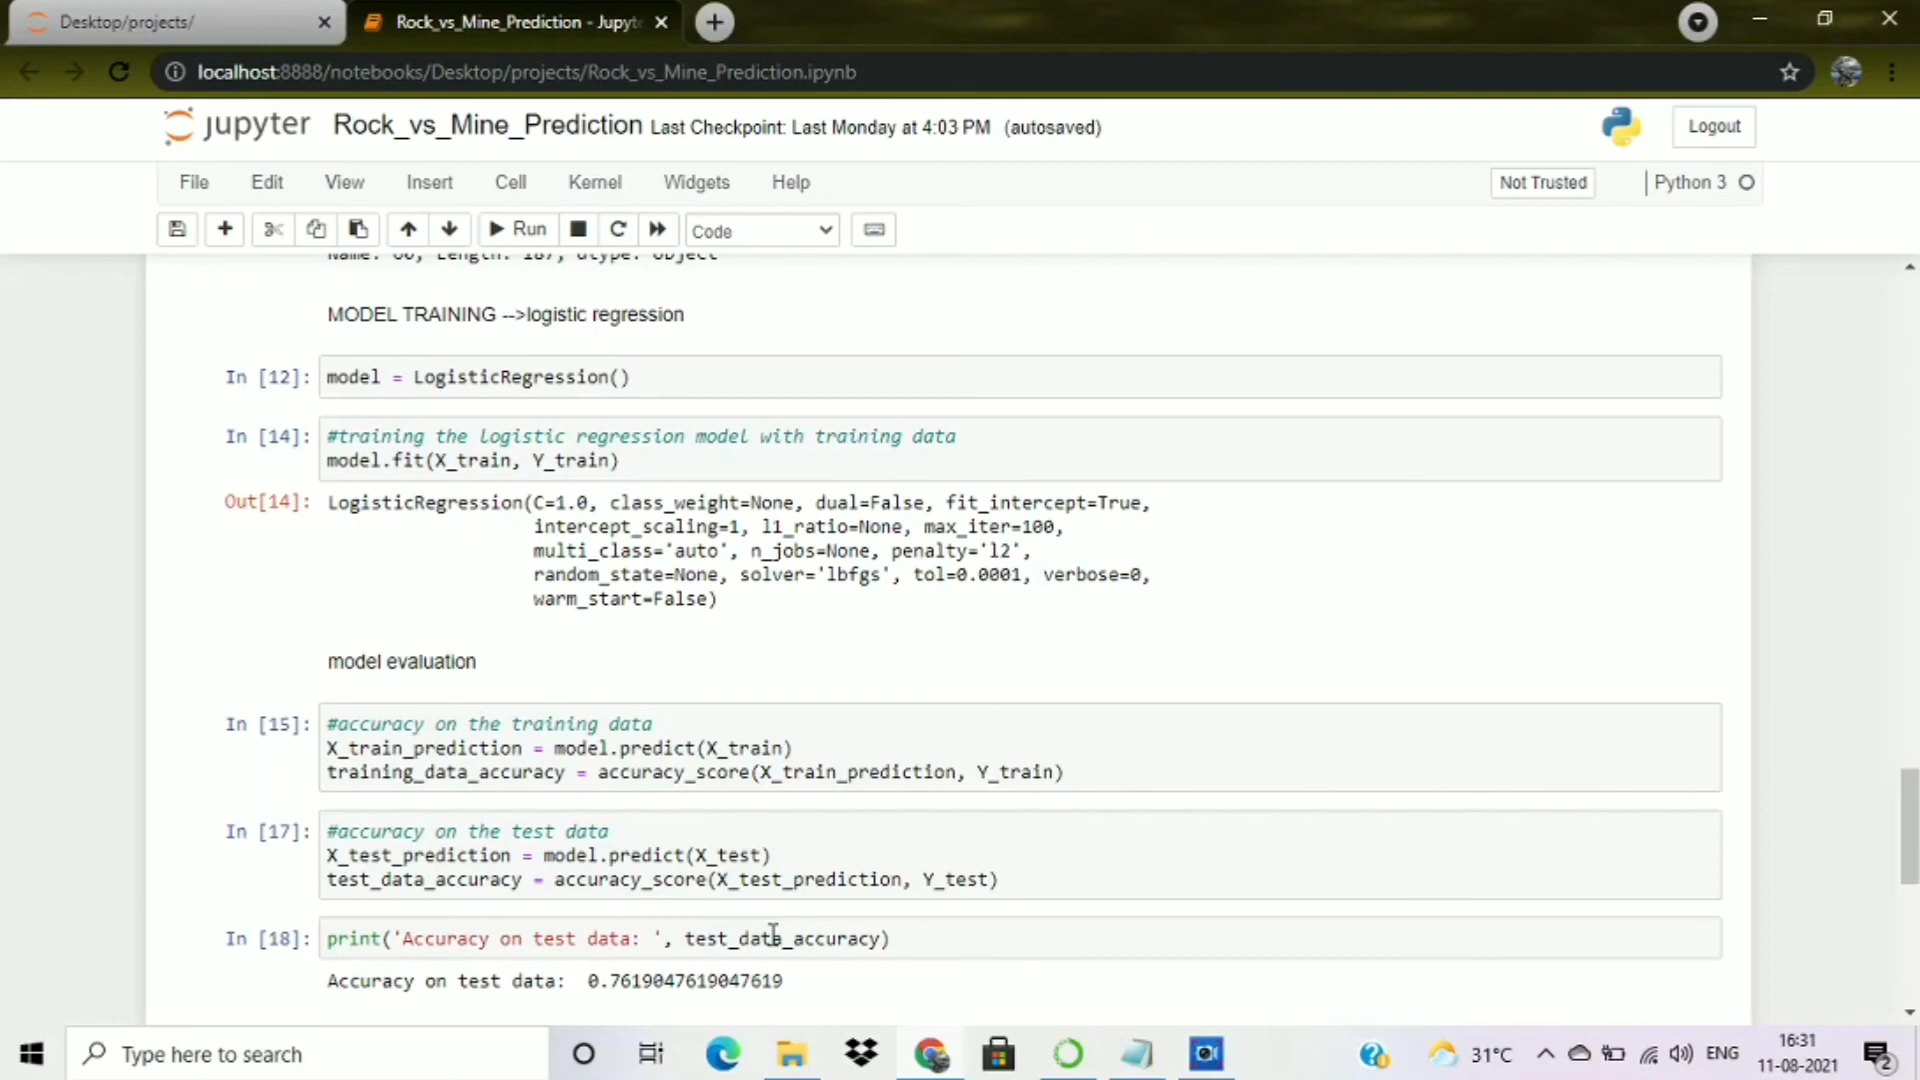 Desktop/projects/
Rock_vs_Mine_Prediction - Jupyt
localhost:8888/notebooks/Desktop/projects/Rock_vs_Mine_Prediction.ipynb
jupyter Rock_vs_Mine_Prediction Last Checkpoint: Last Monday at 4:03 PM (autosaved)
Logout
File Edit View Insert Cell Kernel Widgets Help
Not Trusted
Python 3
Run
Code
Name: 60, Length: 187, dtype: object
MODEL TRAINING -->logistic regression
In [12]: model = LogisticRegression()
In [14]: #training the Logistic regression model with training data
model.fit(X_train, Y_train)
Out[14]: LogisticRegression(C=1.0, class_weight=None, dual=False, fit_intercept=True,
intercept_scaling=1, l1_ratio=None, max_iter=100,
multi_class='auto', n_jobs=None, penalty='l2',
random_state=None, solver='lbfgs', tol=0.0001, verbose=0,
warm_start=False)
model evaluation
In [15]: #accuracy on the training data
X_train_prediction = model.predict(X_train)
training_data_accuracy = accuracy_score(X_train_prediction, Y_train)
In [17]: #accuracy on the test data
X_test_prediction = model.predict(X_test)
test_data_accuracy = accuracy_score(X_test_prediction, Y_test)
In [18]: print('Accuracy on test data: ', test_data_accuracy)
Accuracy on test data:  0.7619047619047619
Type here to search
31°C
ENG
16:31
11-08-2021
2